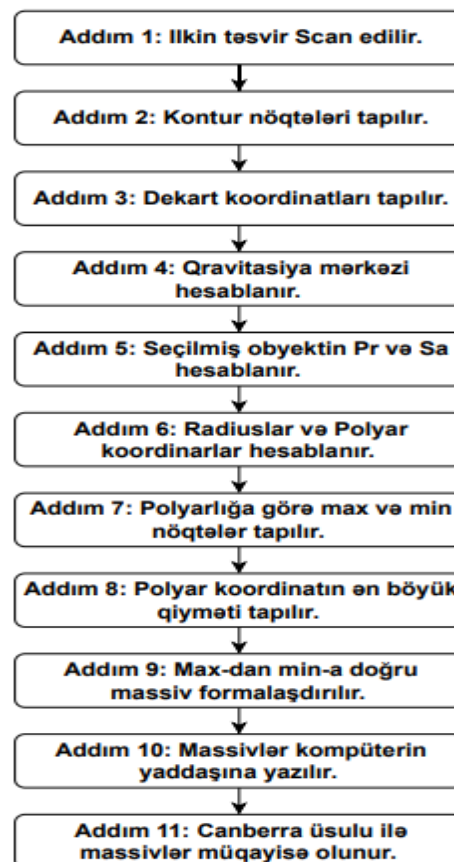 Addım 1: Ilkin təsvir Scan edilir.
Addım 2: Kontur nöqtələri tapılır.
Addım 3: Dekart koordinatları tapılır.
Addım 4: Qravitasiya mərkəzi
hesablanır.
Addım 5: Seçilmiş obyektin Pr və Sa
hesablanır.
Addım 6: Radiuslar və Polyar
koordinarlar hesablanır.
Addım 7: Polyarlığa görə max və min
nöqtələr tapılır.
Addım 8: Polyar koordinatın ən böyük
qiyməti tapılır.
Addım 9: Max-dan min-a doğru
massiv formalaşdırılır.
Addım 10: Massivlər kompüterin
yaddaşına yazılır.
Addım 11: Canberra üsulu ilə
massivlər müqayisə olunur.